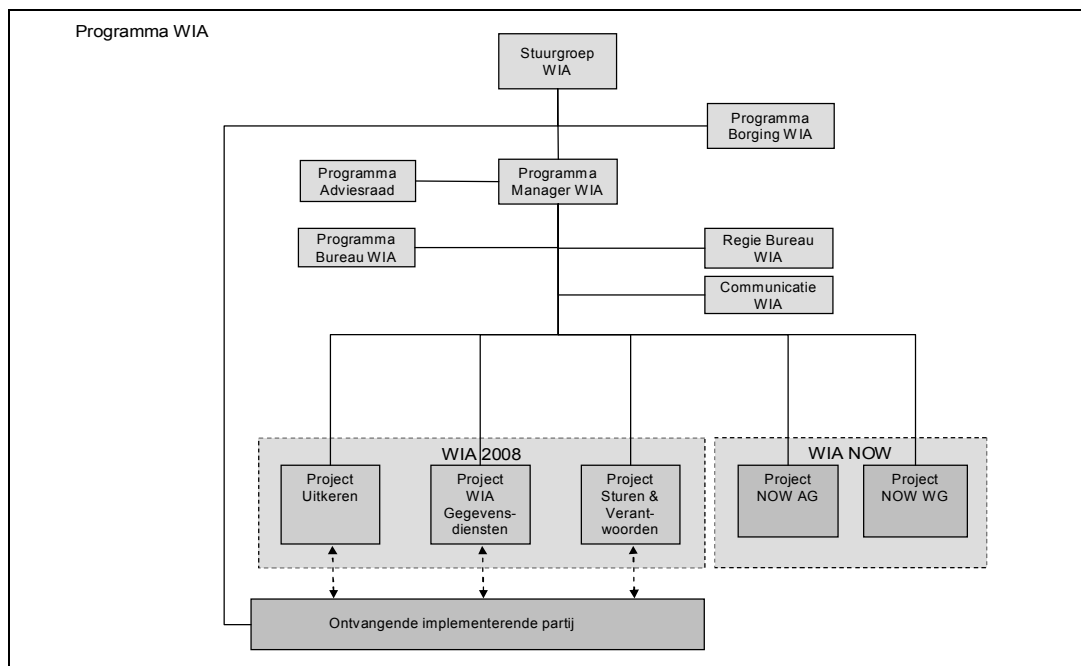 Programma WIA
Stuurgroep
WIA
Programma
Borging WIA
Programma
Adviesraad
Programma
Manager WIA
Programma
Bureau WIA
Regie Bureau
WIA
Communicatie
WIA
WIA 2008
Project
Uitkeren
Project
WIA
Gegevens-
diensten
Project
Sturen &
Verant-
woorden
WIA NOW
Project
NOW AG
Project
NOW WG
Ontvangende implementerende partij